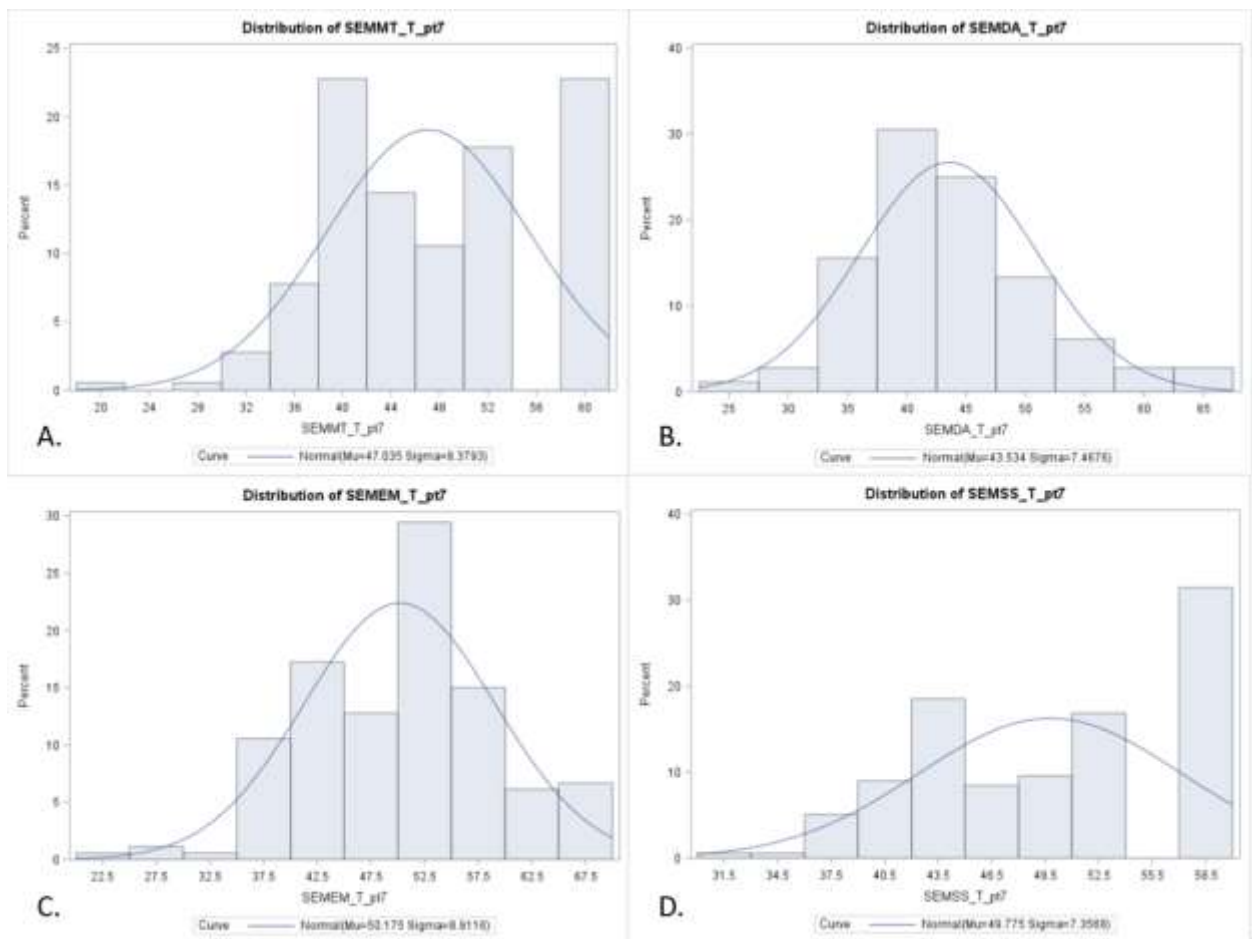 Distribution of SEMMT_T_pt7
25
20
15
10
5
0
Percent
20 24 28 32 36 40 44 48 52 56 60
SEMMT_T_pt7
A.
Curve Normal(Mu=47.035 Sigma=8.3793)
Distribution of SEMDA_T_pt7
40
30
20
10
0
Percent
25 30 35 40 45 50 55 60 65
SEMDA_T_pt7
B.
Curve Normal(Mu=43.534 Sigma=7.4676)
Distribution of SEMEM_T_pt7
30
25
20
15
10
5
0
Percent
22.5 27.5 32.5 37.5 42.5 47.5 52.5 57.5 62.5 67.5
SEMEM_T_pt7
C.
Curve Normal(Mu=50.175 Sigma=8.9116)
Distribution of SEMSS_T_pt7
40
30
20
10
0
Percent
31.5 34.5 37.5 40.5 43.5 46.5 49.5 52.5 55.5 58.5
SEMSS_T_pt7
D.
Curve Normal(Mu=49.775 Sigma=7.3568)